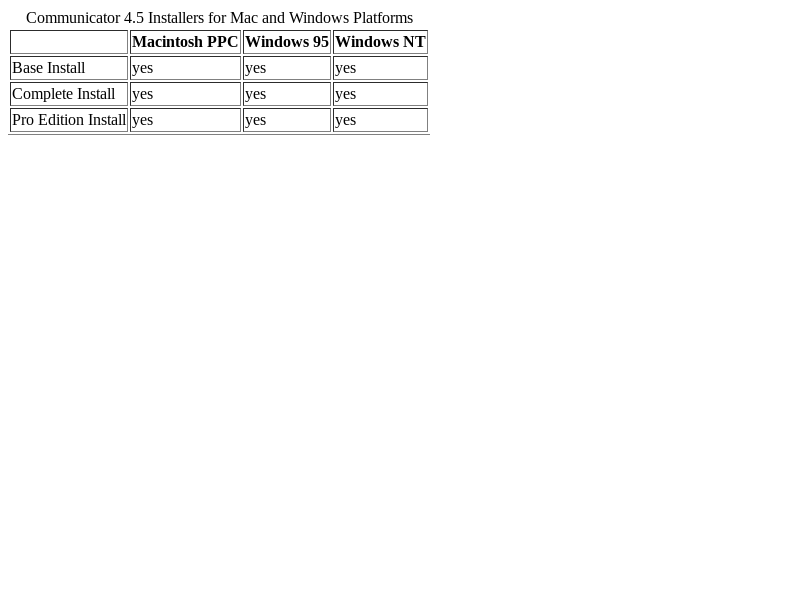 Communicator 4.5 Installers for Mac and Windows Platforms
Macintosh PPC Windows 95 Windows NT
Base Install yes yes yes
Complete Install yes yes yes
Pro Edition Install yes yes yes